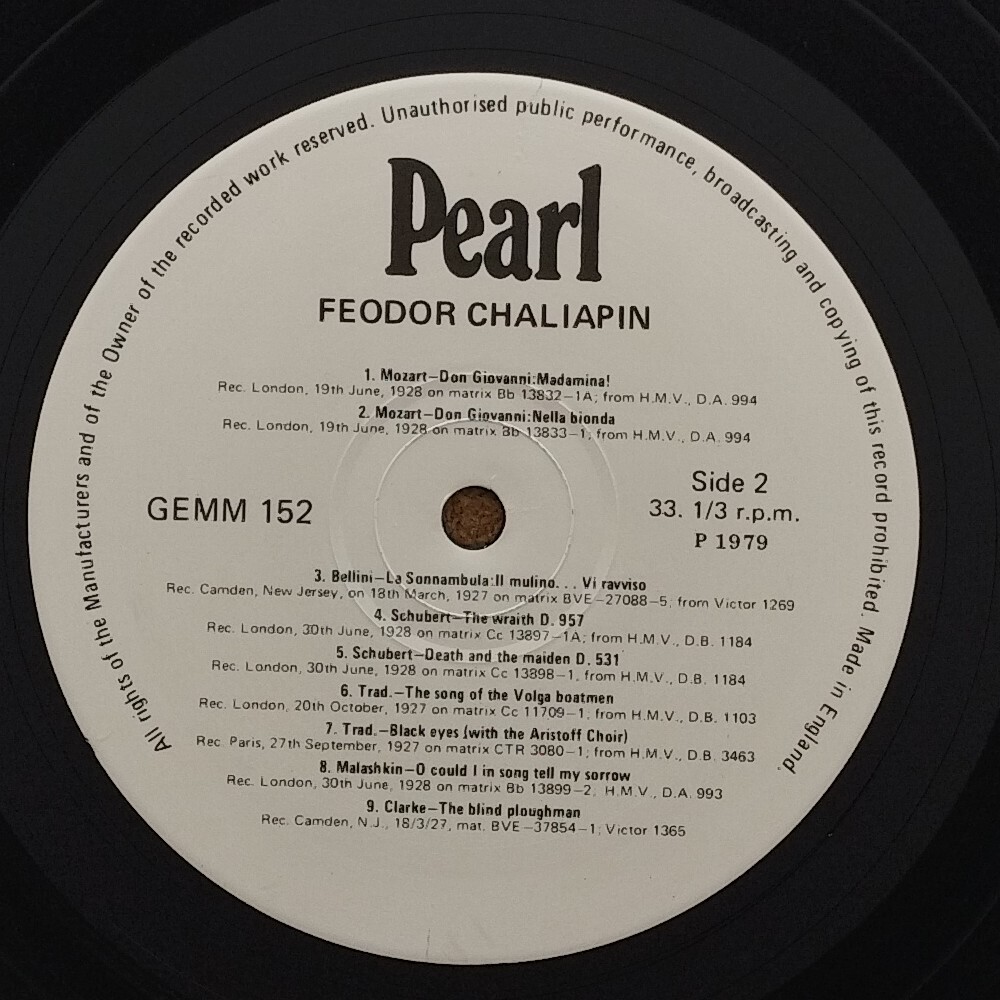 All rights of the Manufacturers and of the Owner of the recorded work reserved. Unauthorised public performance, broadcasting and copying of this record prohibited. Made in England.
Pearl
FEODOR CHALIAPIN
1. Mozart—Don Giovanni:Madamina!
Rec. London, 19th June, 1928 on matrix Bb 13832-1A; from H.M.V., D.A. 994
2. Mozart—Don Giovanni:Nella bionda
Rec. London, 19th June, 1928 on matrix Bb 13833-1; from H.M.V., D.A. 994
GEMM 152
Side 2
33. 1/3 r.p.m.
P 1979
3. Bellini—La Sonnambula:Il mulino. . . Vi ravviso
Rec. Camden, New Jersey, on 18th March, 1927 on matrix BVE-27088-5, from Victor 1269
4. Schubert—The wraith D. 957
Rec. London, 30th June, 1928 on matrix Cc 13897-1A; from H.M.V., D.B. 1184
5. Schubert—Death and the maiden D. 531
Rec. London, 30th June, 1928 on matrix Cc 13898-1, from H.M.V., D.B. 1184
6. Trad.—The song of the Volga boatmen
Rec. London, 20th October, 1927 on matrix Cc 11709-1; from H.M.V., D.B. 1103
7. Trad.—Black eyes (with the Aristoff Choir)
Rec. Paris, 27th September, 1927 on matrix CTR 3080-1; from H.M.V., D.B. 3463
8. Malashkin—O could I in song tell my sorrow
Rec. London, 30th June, 1928 on matrix Bb 13899-2, H.M.V., D.A. 993
9. Clarke—The blind ploughman
Rec. Camden, N.J., 18/3/27, mat. BVE-37854-1; Victor 1365